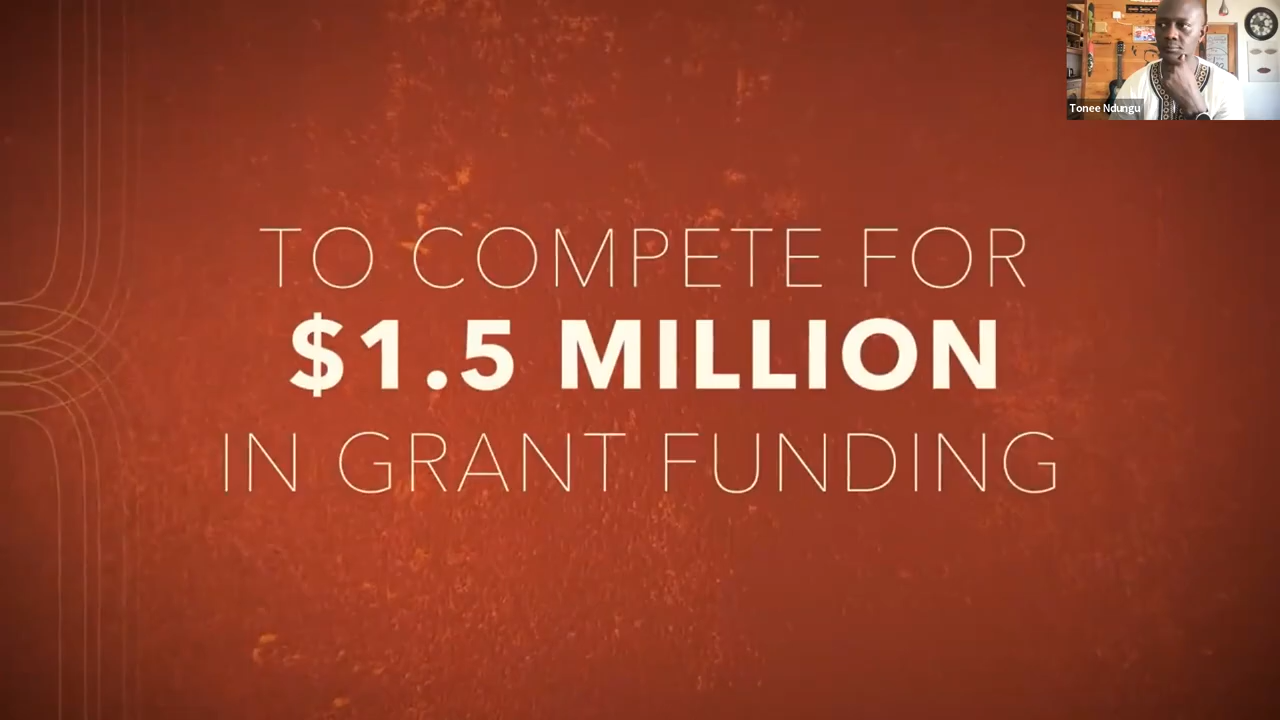 TO COMPETE FOR
$1.5 MILLION
IN GRANT FUNDING
Tonee Ndungu